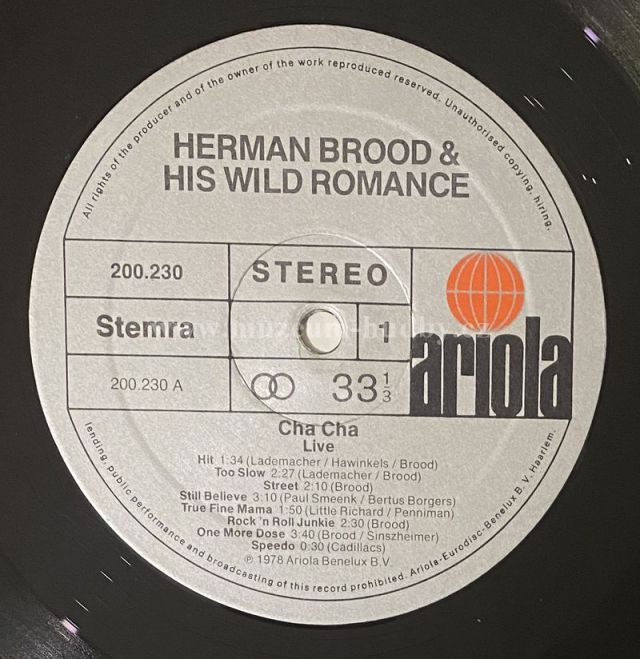 All rights of the producer and of the owner of the work reproduced reserved. Unauthorised copying, hiring,
HERMAN BROOD &
HIS WILD ROMANCE
200.230
STEREO
Stemra
1
ariola
200.230 A
33 1/3
Cha Cha
Live
Hit 1:34 (Lademacher / Hawinkels / Brood)
Too Slow 2:27 (Lademacher / Brood)
Street 2:10 (Brood)
Still Believe 3:10 (Paul Smeenk / Bertus Borgers)
True Fine Mama 1:50 (Little Richard / Penniman)
Rock 'n Roll Junkie 2:30 (Brood)
One More Dose 3:40 (Brood / Sinszheimer)
Speedo 0:30 (Cadillacs)
℗ 1978 Ariola Benelux B.V.
lending, public performance and broadcasting of this record prohibited. Ariola-Eurodisc-Benelux B.V. Haarlem.